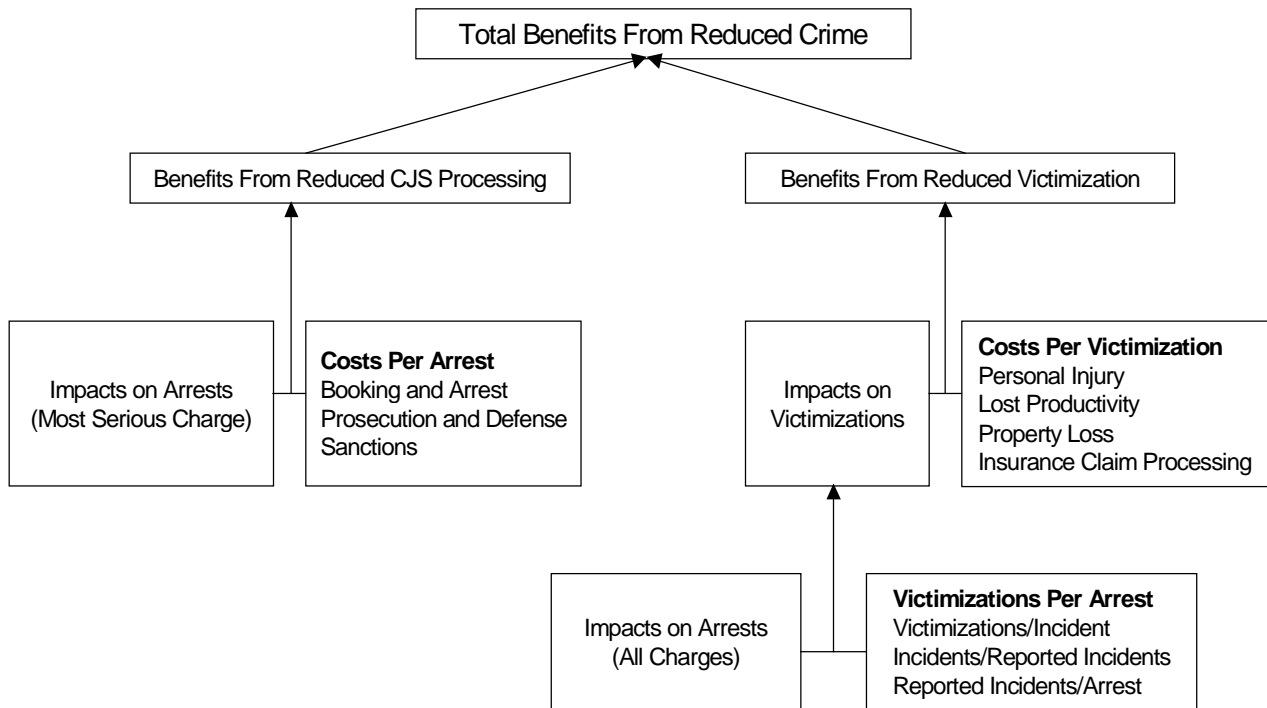 Total Benefits From Reduced Crime
Benefits From Reduced CJS Processing
Benefits From Reduced Victimization
Impacts on Arrests
(Most Serious Charge)
Costs Per Arrest
Booking and Arrest
Prosecution and Defense
Sanctions
Impacts on
Victimizations
Costs Per Victimization
Personal Injury
Lost Productivity
Property Loss
Insurance Claim Processing
Impacts on Arrests
(All Charges)
Victimizations Per Arrest
Victimizations/Incident
Incidents/Reported Incidents
Reported Incidents/Arrest